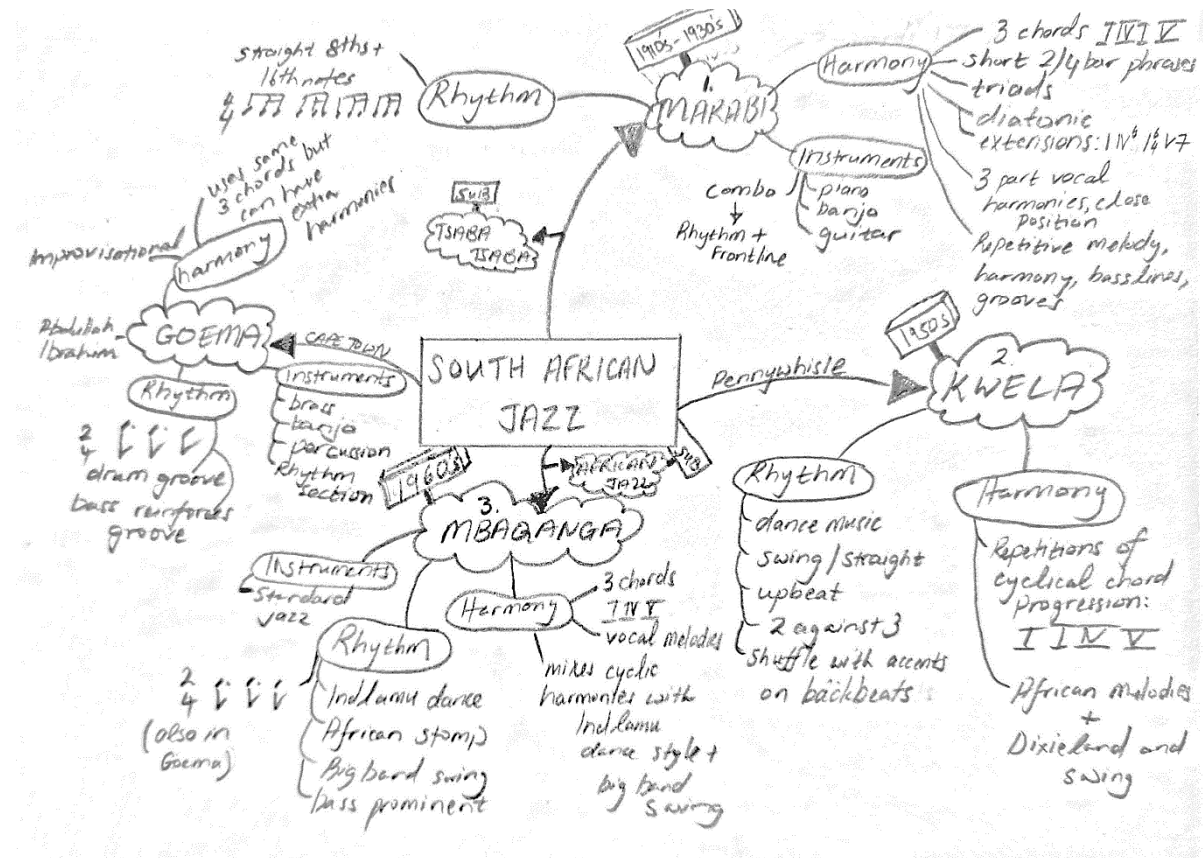 SOUTH AFRICAN
JAZZ
1910's-1930's
1.
MARABI
Rhythm
straight 8ths +
16th notes
4
4
Harmony
3 chords I IV I V
short 2/4 bar phrases
triads
diatonic
extensions: I IV⁶ I6/4 V7
3 part vocal
harmonies, close
position
Repetitive melody,
harmony, basslines,
grooves
Instruments
piano
banjo
guitar
combo
Rhythm +
Frontline
SUB
TSABA
TSABA
Pennywhisle
1950s
2.
KWELA
Rhythm
dance music
swing/straight
upbeat
2 against 3
Shuffle with accents
on backbeats
Harmony
Repetitions of
cyclical chord
progression:
I I IV V
African melodies
+
Dixieland and
swing
SUB
AFRICAN
JAZZ
1960's
3.
MBAQANGA
Instruments
Standard
jazz
Rhythm
2
4
(also in
Goema)
Indlamu dance
African stomp
Big band swing
bass prominent
Harmony
3 chords
I IV V
vocal melodies
mixes cyclic
harmonies with
Indlamu
dance style +
big band
swing
CAPE TOWN
GOEMA
Abdullah
Ibrahim
harmony
Improvisational
uses same
3 chords but
can have
extra
harmonies
Rhythm
2
4
drum groove
bass reinforces
groove
Instruments
brass
banjo
percussion
Rhythm
section